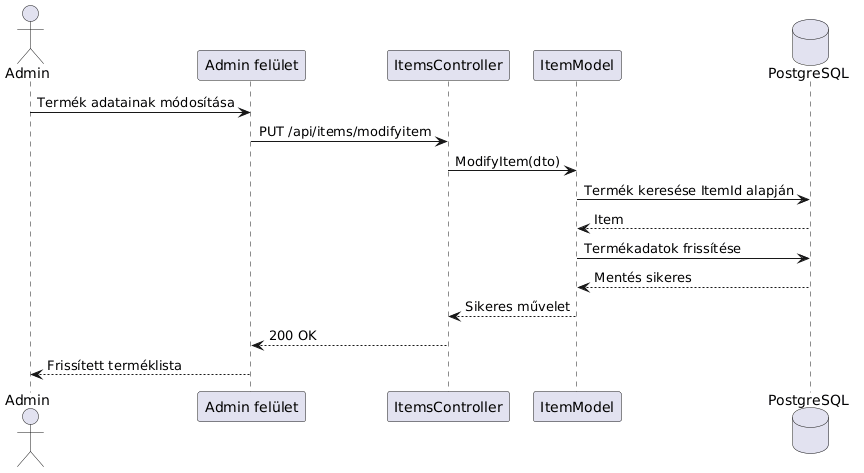 Admin
Admin felület
ItemsController
ItemModel
PostgreSQL
Termék adatainak módosítása
PUT /api/items/modifyitem
ModifyItem(dto)
Termék keresése ItemId alapján
Item
Termékadatok frissítése
Mentés sikeres
Sikeres művelet
200 OK
Frissített terméklista
Admin
Admin felület
ItemsController
ItemModel
PostgreSQL